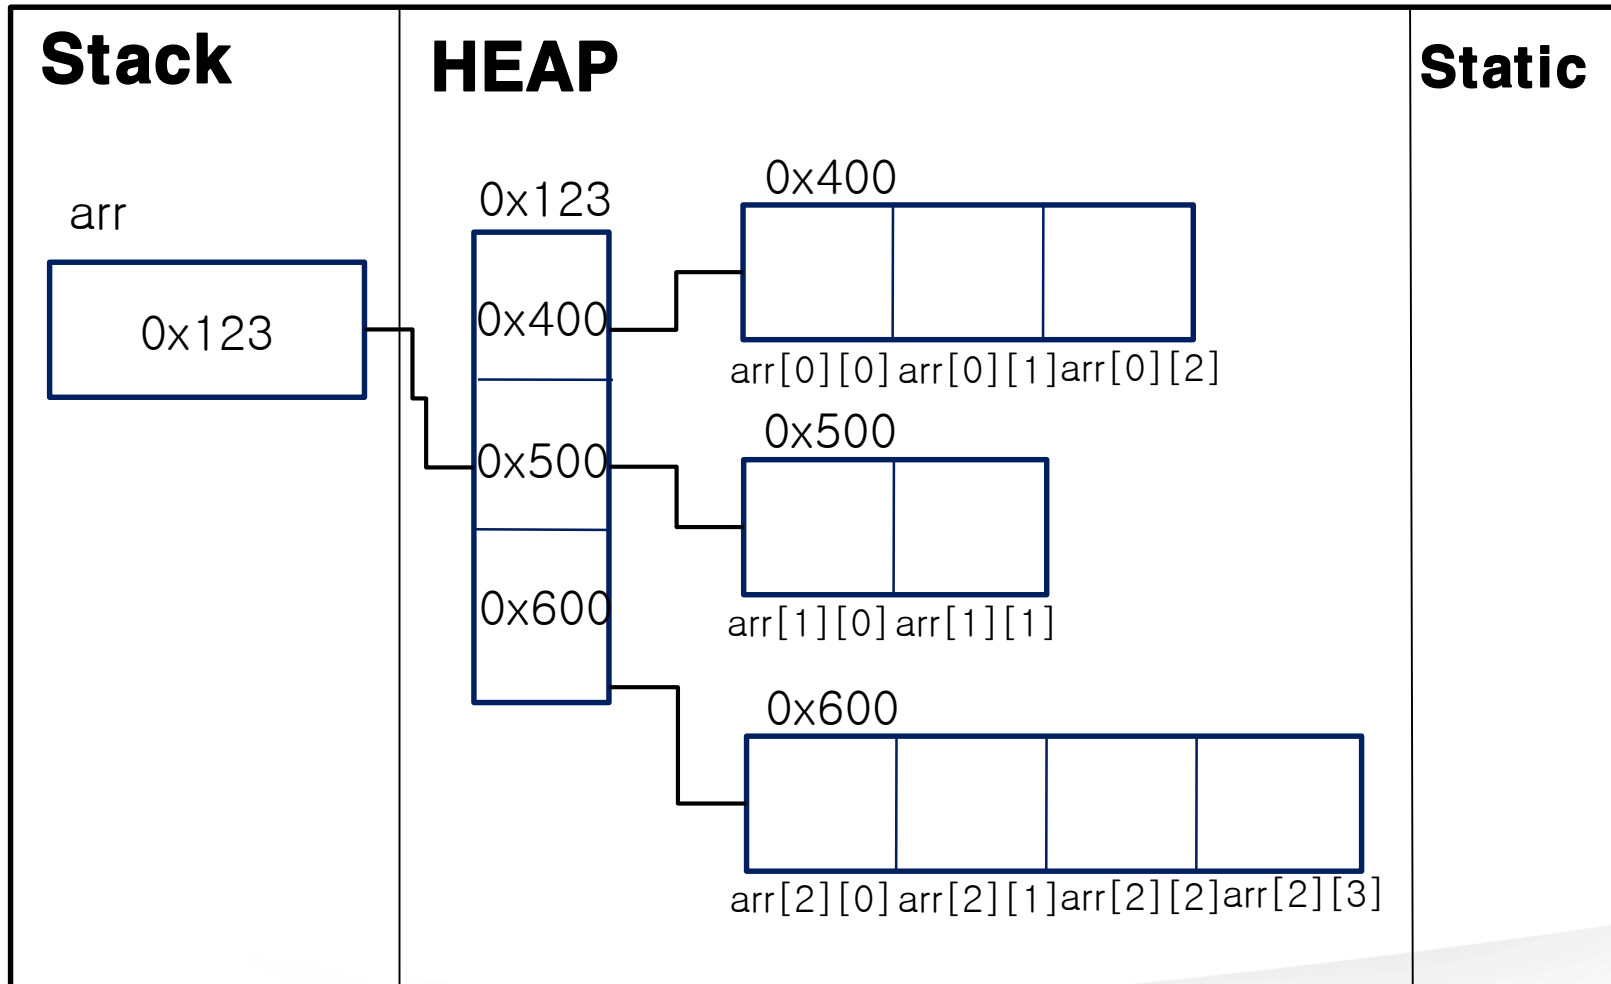 Stack
HEAP
Static
arr
0x123
0x123
0x400
0x500
0x600
0x400
arr[0][0] arr[0][1] arr[0][2]
0x500
arr[1][0] arr[1][1]
0x600
arr[2][0] arr[2][1] arr[2][2] arr[2][3]